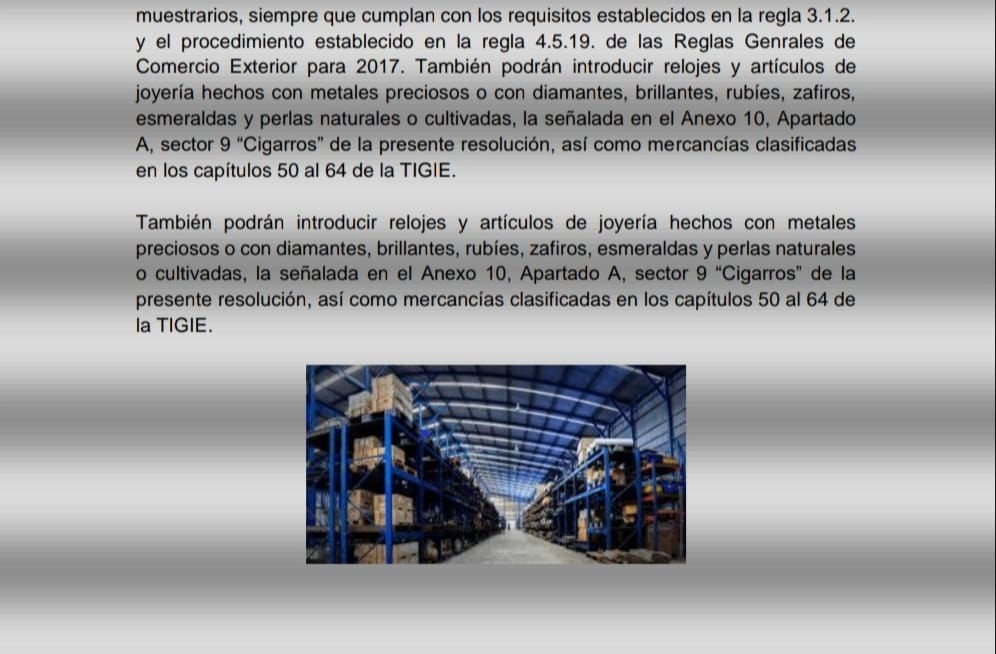 muestrarios, siempre que cumplan con los requisitos establecidos en la regla 3.1.2.
y el procedimiento establecido en la regla 4.5.19. de las Reglas Genrales de
Comercio Exterior para 2017. También podrán introducir relojes y artículos de
joyería hechos con metales preciosos o con diamantes, brillantes, rubíes, zafiros,
esmeraldas y perlas naturales o cultivadas, la señalada en el Anexo 10, Apartado
A, sector 9 “Cigarros” de la presente resolución, así como mercancías clasificadas
en los capítulos 50 al 64 de la TIGIE.
También podrán introducir relojes y artículos de joyería hechos con metales
preciosos o con diamantes, brillantes, rubíes, zafiros, esmeraldas y perlas naturales
o cultivadas, la señalada en el Anexo 10, Apartado A, sector 9 “Cigarros” de la
presente resolución, así como mercancías clasificadas en los capítulos 50 al 64 de
la TIGIE.